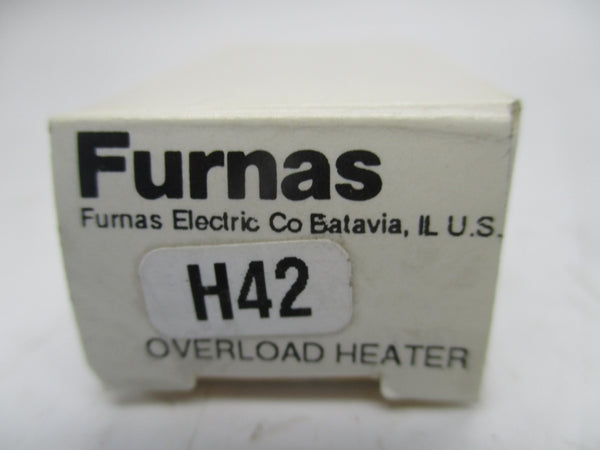 Furnas
Furnas Electric Co Batavia, IL U.S.
H42
OVERLOAD HEATER